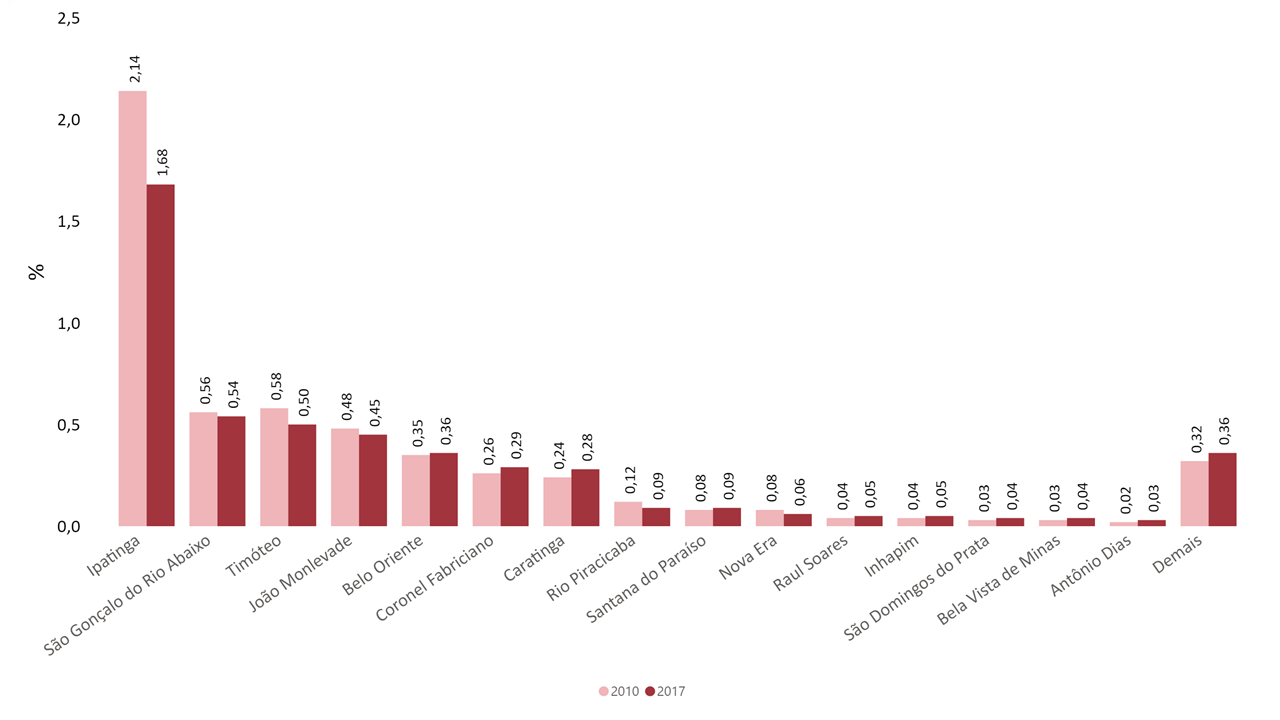 2,5
2,0
1,5
1,0
0,5
0,0
%
2,14
1,68
0,56
0,54
0,58
0,50
0,48
0,45
0,35
0,36
0,26
0,29
0,24
0,28
0,12
0,09
0,08
0,09
0,08
0,06
0,04
0,05
0,04
0,05
0,03
0,04
0,03
0,04
0,02
0,03
0,32
0,36
Ipatinga
São Gonçalo do Rio Abaixo
Timóteo
João Monlevade
Belo Oriente
Coronel Fabriciano
Caratinga
Rio Piracicaba
Santana do Paraíso
Nova Era
Raul Soares
Inhapim
São Domingos do Prata
Bela Vista de Minas
Antônio Dias
Demais
2010 2017